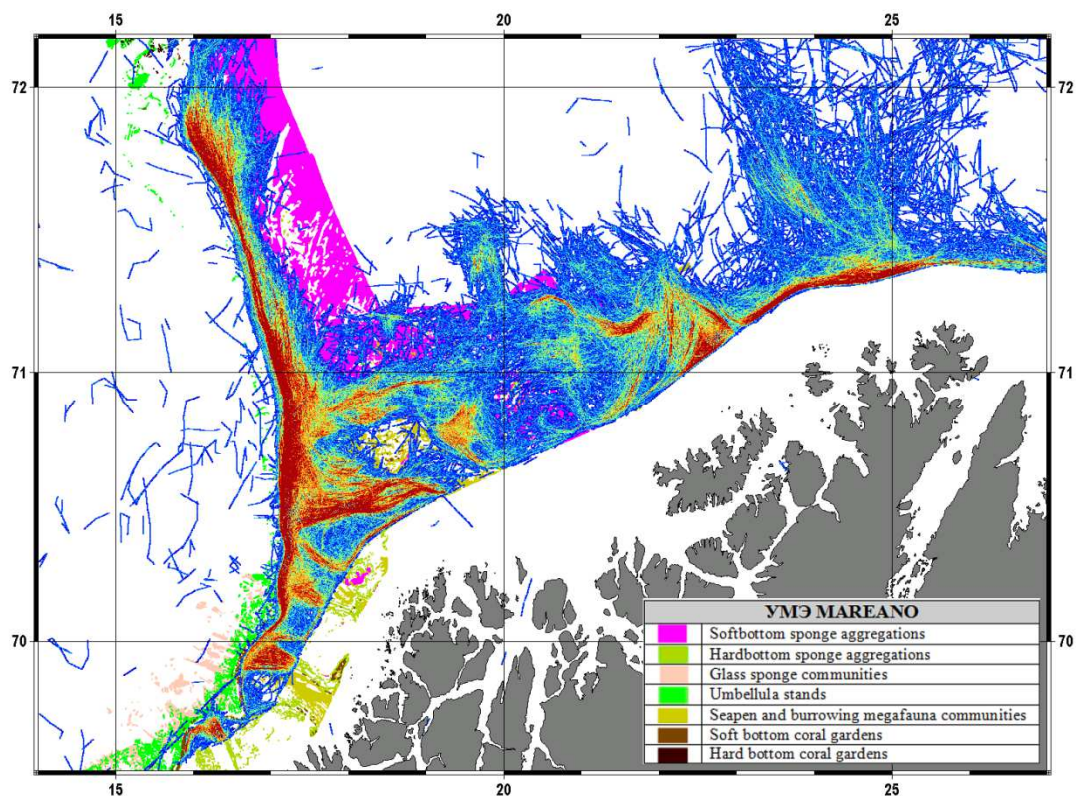 15 20 25
72 72
71 71
70 70
УМЭ MAREANO
Softbottom sponge aggregations
Hardbottom sponge aggregations
Glass sponge communities
Umbellula stands
Seapen and burrowing megafauna communities
Soft bottom coral gardens
Hard bottom coral gardens
15 20 25